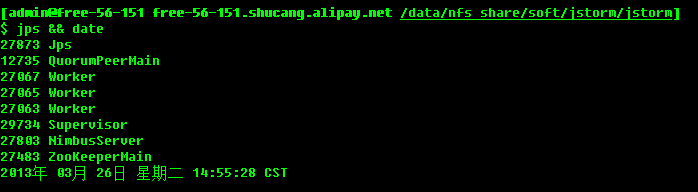 [admin@free-56-151 free-56-151.shucang.alipay.net /data/nfs_share/soft/jstorm/jstorm]
$ jps && date
27873 Jps
12735 QuorumPeerMain
27067 Worker
27065 Worker
27063 Worker
29734 Supervisor
27803 NimbusServer
27483 ZooKeeperMain
2013年 03月 26日 星期二 14:55:28 CST